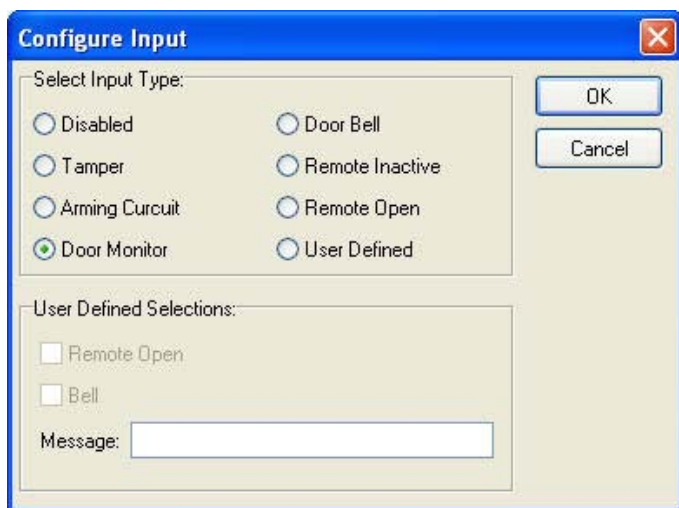 Configure Input
Select Input Type:
Disabled
Door Bell
Tamper
Remote Inactive
Arming Curcuit
Remote Open
Door Monitor
User Defined
OK
Cancel
User Defined Selections:
Remote Open
Bell
Message: